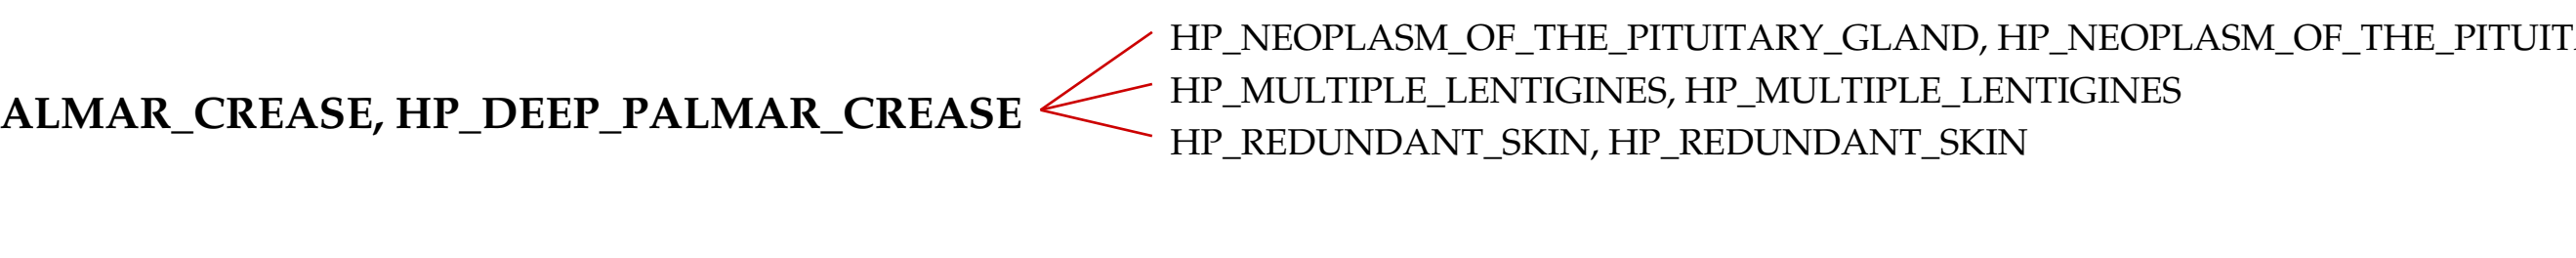 HP_NEOPLASM_OF_THE_PITUITARY_GLAND, HP_NEOPLASM_OF_THE_PITUIT
HP_MULTIPLE_LENTIGINES, HP_MULTIPLE_LENTIGINES
ALMAR_CREASE, HP_DEEP_PALMAR_CREASE
HP_REDUNDANT_SKIN, HP_REDUNDANT_SKIN